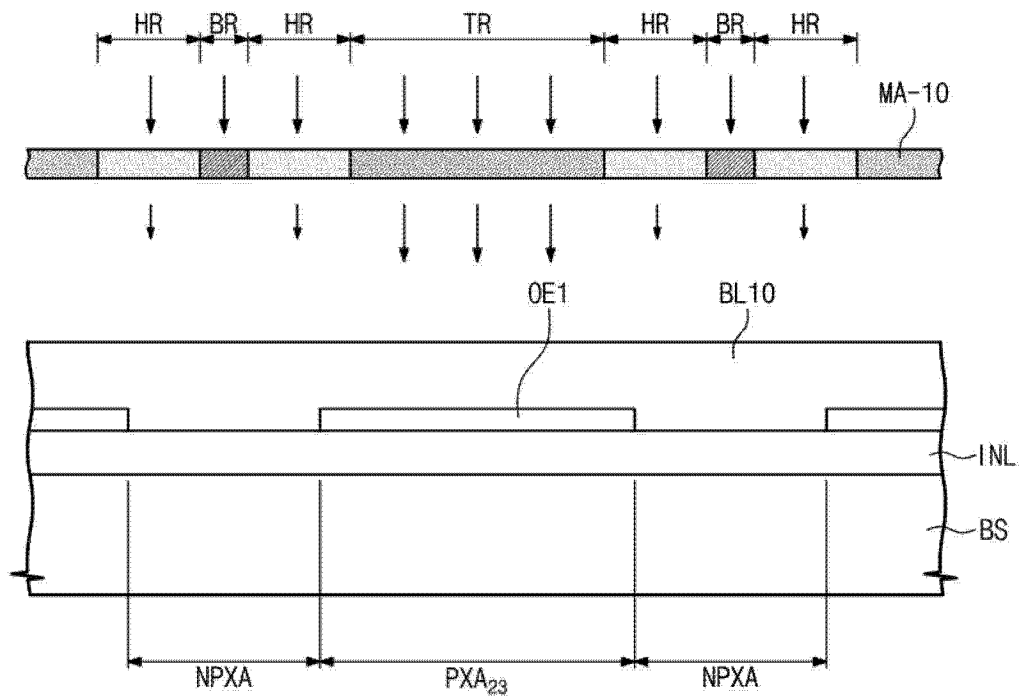 HR BR HR TR HR BR HR
MA-10
OE1 BL10
INL
BS
NPXA PXA23 NPXA